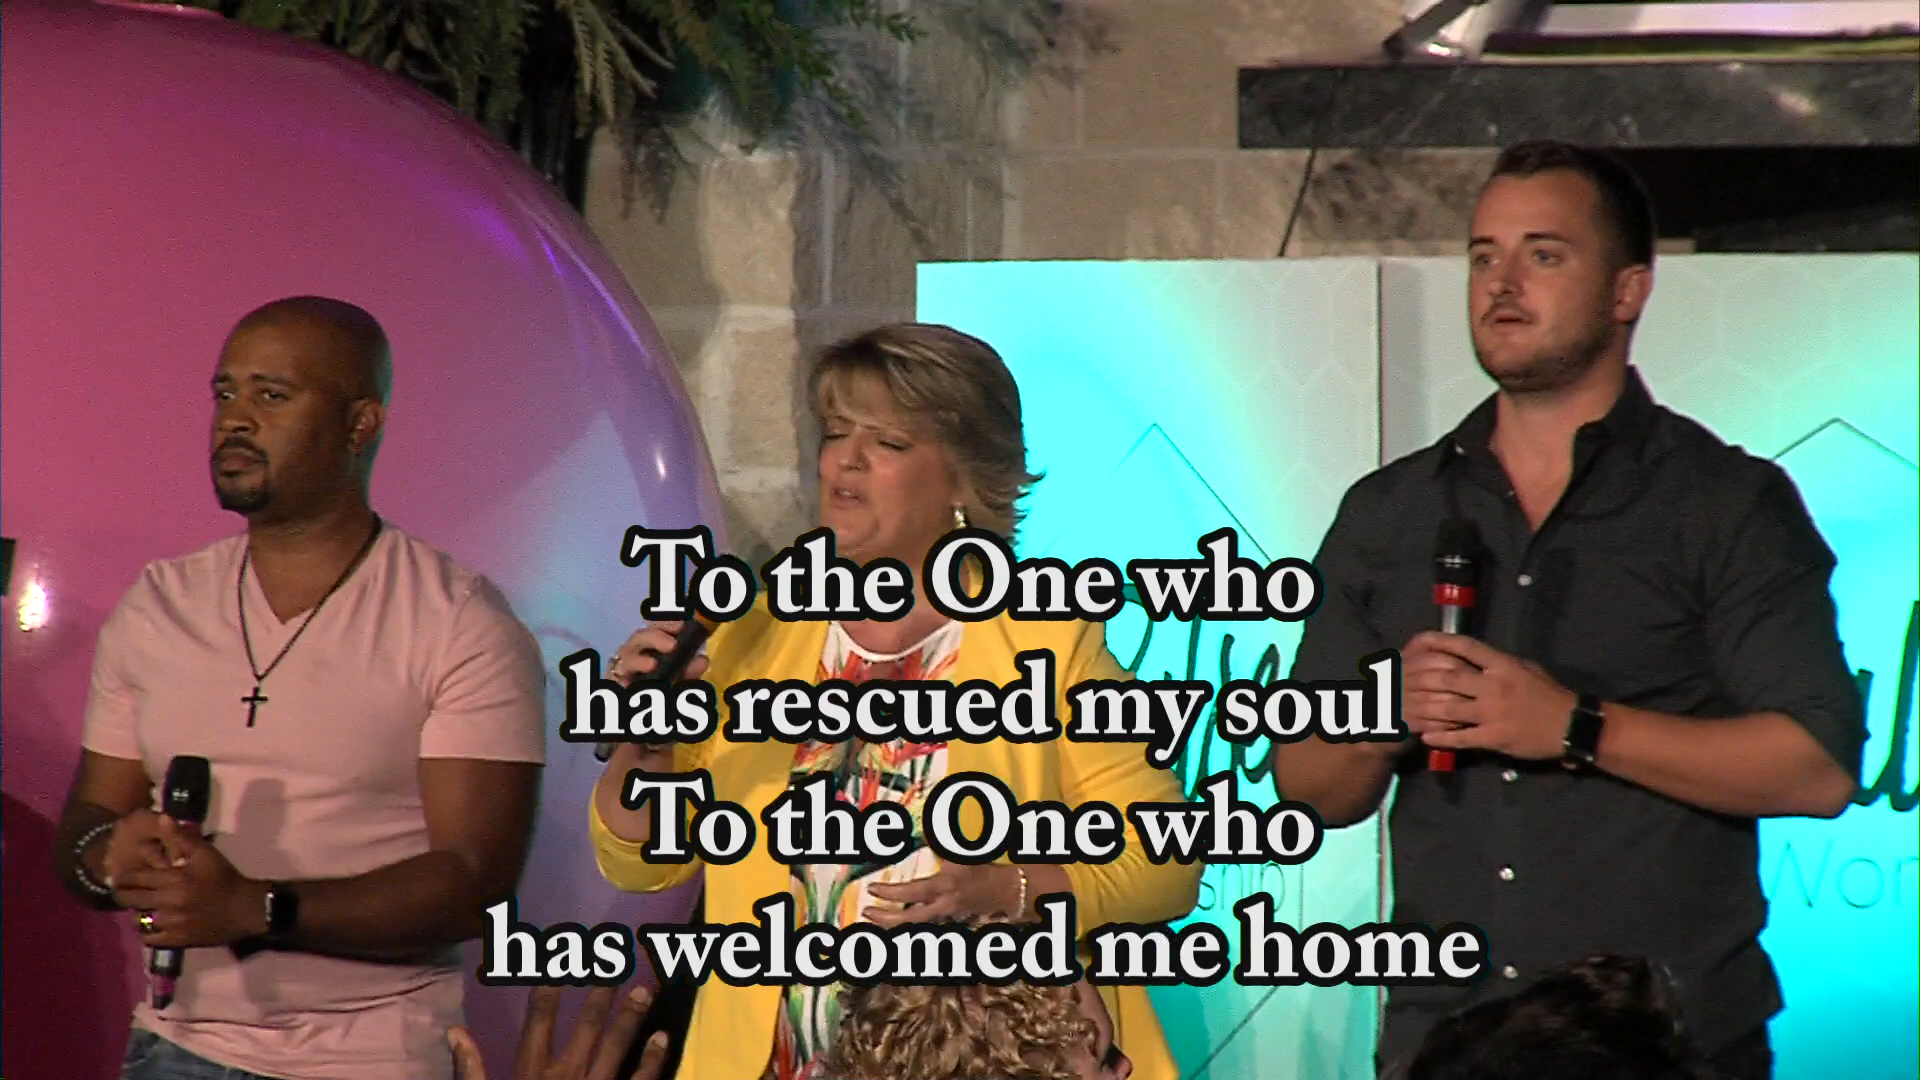 To the One who
has rescued my soul
To the One who
has welcomed me home